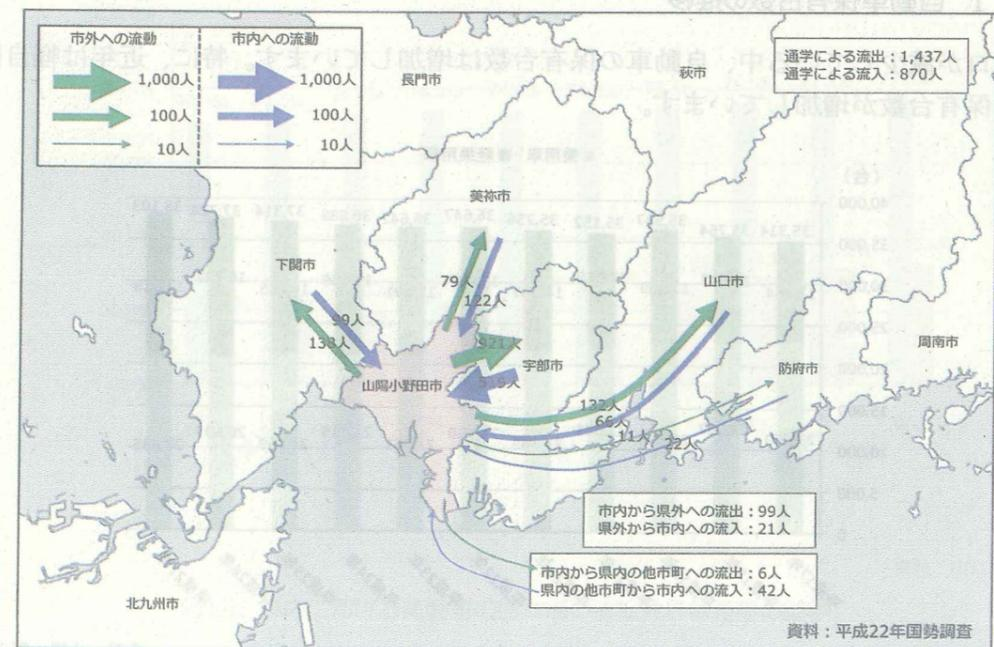 市外への流動
市内への流動
1,000人
1,000人
100人
100人
10人
10人
通学による流出：1,437人
通学による流入：870人
長門市
萩市
美祢市
下関市
山口市
79人
122人
99人
133人
921人
519人
宇部市
山陽小野田市
防府市
周南市
132人
66人
11人
22人
市内から県外への流出：99人
県外から市内への流入：21人
市内から県内の他市町への流出：6人
県内の他市町から市内への流入：42人
北九州市
資料：平成22年国勢調査